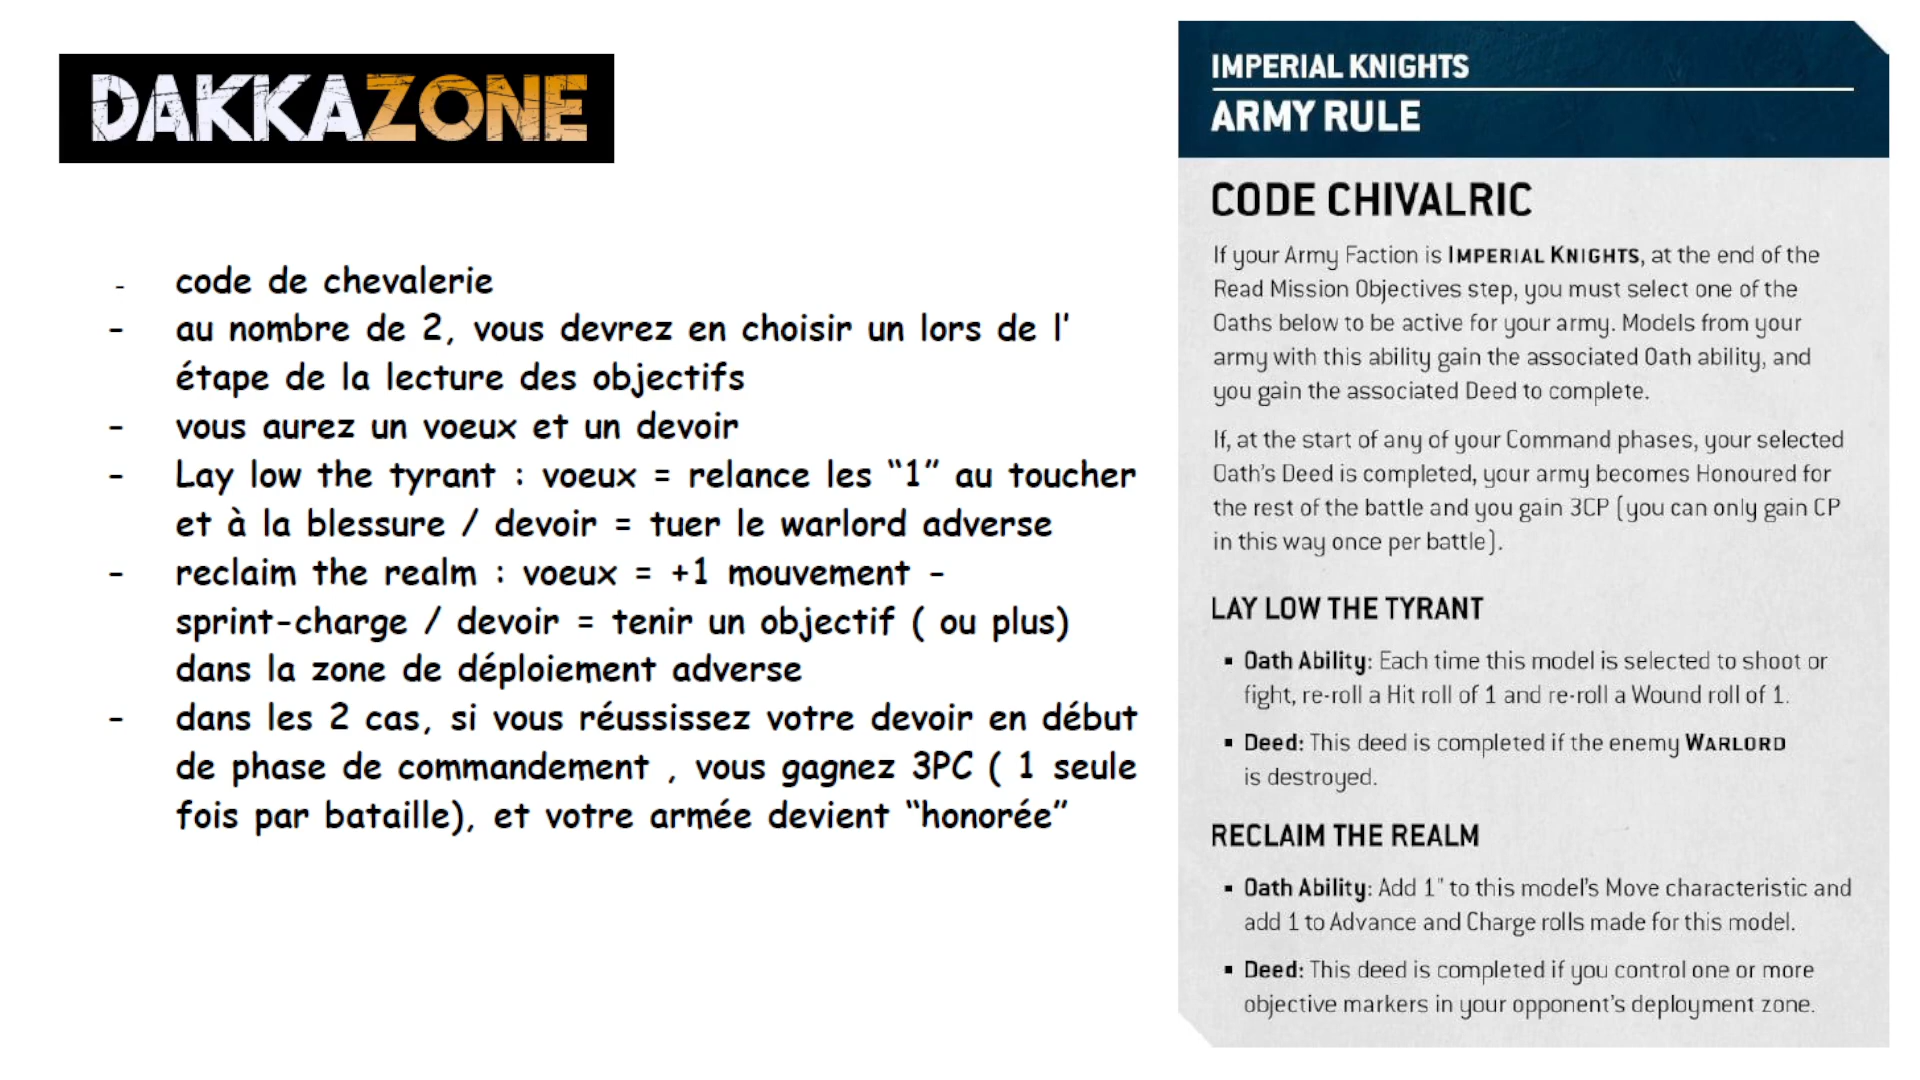 DAKKAZONE
- code de chevalerie
- au nombre de 2, vous devrez en choisir un lors de l'
étape de la lecture des objectifs
- vous aurez un voeux et un devoir
- Lay low the tyrant : voeux = relance les “1” au toucher
et à la blessure / devoir = tuer le warlord adverse
- reclaim the realm : voeux = +1 mouvement -
sprint-charge / devoir = tenir un objectif ( ou plus)
dans la zone de déploiement adverse
- dans les 2 cas, si vous réussissez votre devoir en début
de phase de commandement , vous gagnez 3PC ( 1 seule
fois par bataille), et votre armée devient “honorée”
IMPERIAL KNIGHTS
ARMY RULE
CODE CHIVALRIC
If your Army Faction is IMPERIAL KNIGHTS, at the end of the
Read Mission Objectives step, you must select one of the
Oaths below to be active for your army. Models from your
army with this ability gain the associated Oath ability, and
you gain the associated Deed to complete.
If, at the start of any of your Command phases, your selected
Oath's Deed is completed, your army becomes Honoured for
the rest of the battle and you gain 3CP (you can only gain CP
in this way once per battle).
LAY LOW THE TYRANT
▪ Oath Ability: Each time this model is selected to shoot or
fight, re-roll a Hit roll of 1 and re-roll a Wound roll of 1.
▪ Deed: This deed is completed if the enemy WARLORD
is destroyed.
RECLAIM THE REALM
▪ Oath Ability: Add 1" to this model's Move characteristic and
add 1 to Advance and Charge rolls made for this model.
▪ Deed: This deed is completed if you control one or more
objective markers in your opponent's deployment zone.